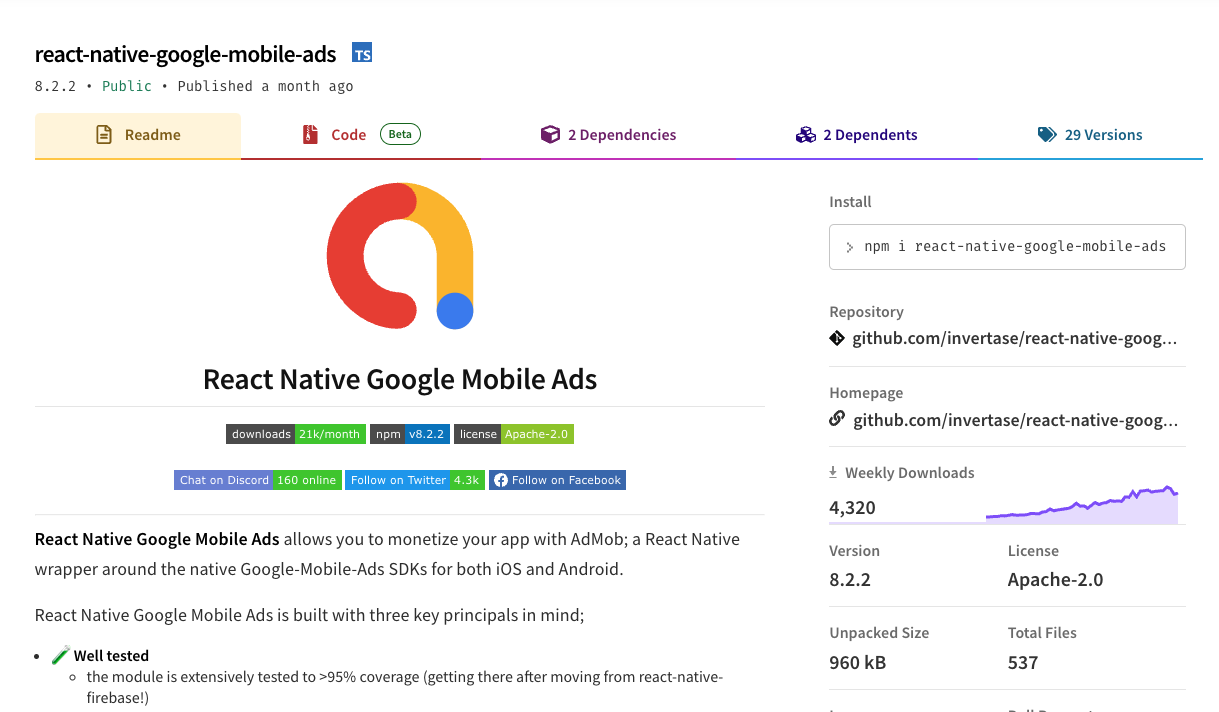 react-native-google-mobile-ads TS
8.2.2 • Public • Published a month ago
Readme
Code Beta
2 Dependencies
2 Dependents
29 Versions
React Native Google Mobile Ads
downloads 21k/month npm v8.2.2 license Apache-2.0
Chat on Discord 160 online Follow on Twitter 4.3k Follow on Facebook
React Native Google Mobile Ads allows you to monetize your app with AdMob; a React Native
wrapper around the native Google-Mobile-Ads SDKs for both iOS and Android.
React Native Google Mobile Ads is built with three key principals in mind;
• Well tested
◦ the module is extensively tested to >95% coverage (getting there after moving from react-native-
firebase!)
Install
npm i react-native-google-mobile-ads
Repository
github.com/invertase/react-native-goog...
Homepage
github.com/invertase/react-native-goog...
Weekly Downloads
4,320
Version
8.2.2
License
Apache-2.0
Unpacked Size
960 kB
Total Files
537